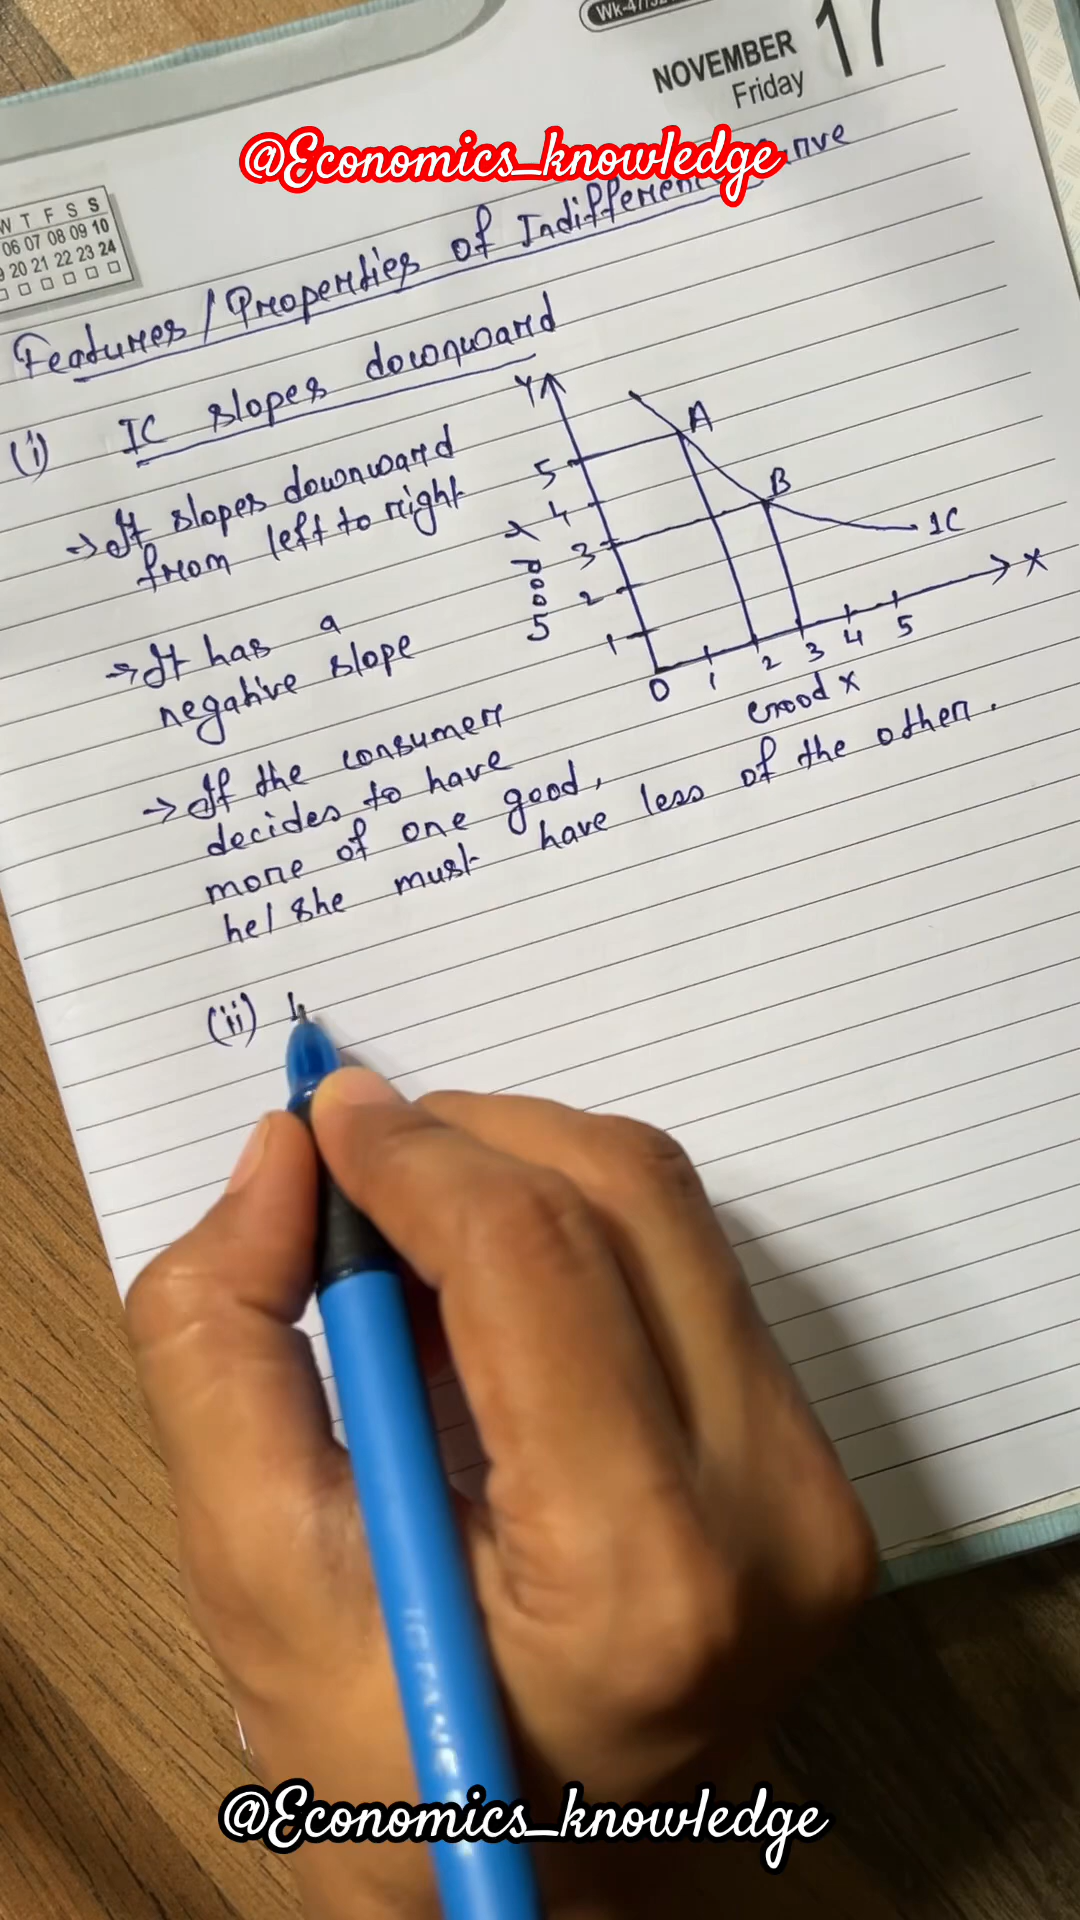 Wk-47/52
NOVEMBER 17
Friday
@Economics_knowledge
W T F S S
06 07 08 09 10
20 21 22 23 24
Features/Properties of Indifference Curve
(i) IC slopes downward
→ It slopes downward
from left to right
→ It has a
negative slope
→ If the consumer
decides to have
more of one good,
he/she must have less of the other.
Y
5
4
3
2
1
0
1
2
3
4
5
X
A
B
IC
Good Y
Good X
(ii) I
@Economics_knowledge